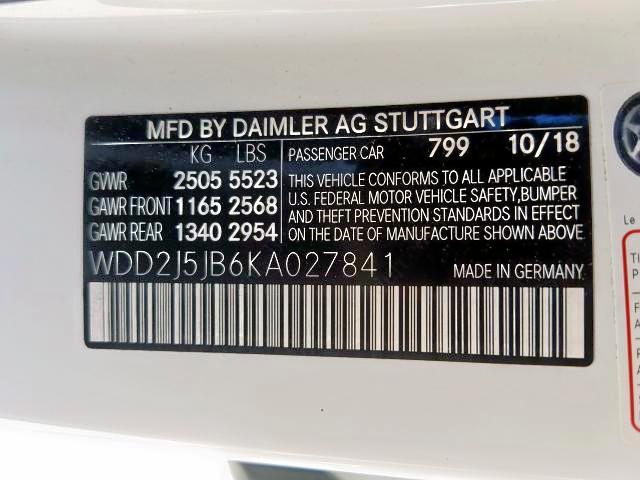 MFD BY DAIMLER AG STUTTGART
KG LBS
GVWR 2505 5523
GAWR FRONT 1165 2568
GAWR REAR 1340 2954
PASSENGER CAR 799 10/18
THIS VEHICLE CONFORMS TO ALL APPLICABLE
U.S. FEDERAL MOTOR VEHICLE SAFETY, BUMPER
AND THEFT PREVENTION STANDARDS IN EFFECT
ON THE DATE OF MANUFACTURE SHOWN ABOVE
WDD2J5JB6KA027841
MADE IN GERMANY
Le